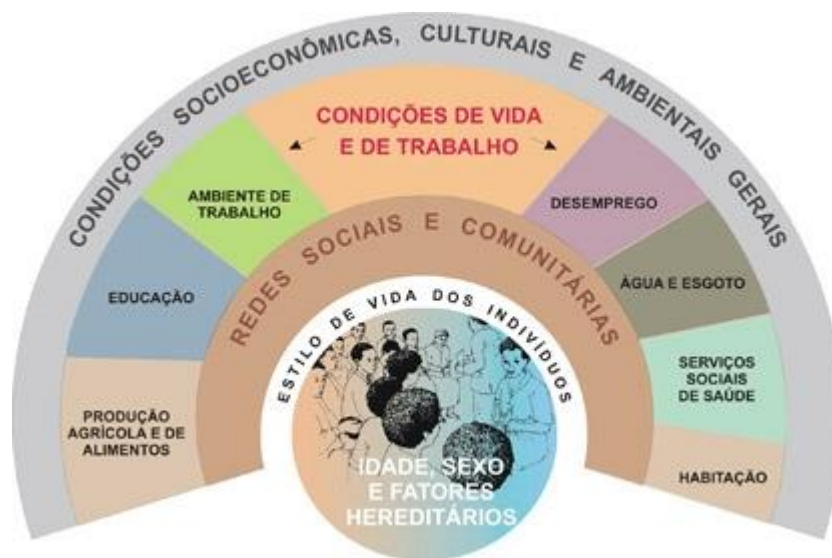 CONDIÇÕES SOCIOECONÔMICAS, CULTURAIS E AMBIENTAIS GERAIS
CONDIÇÕES DE VIDA
E DE TRABALHO
AMBIENTE DE
TRABALHO
DESEMPREGO
EDUCAÇÃO
ÁGUA E ESGOTO
PRODUÇÃO
AGRÍCOLA E DE
ALIMENTOS
SERVIÇOS
SOCIAIS
DE SAÚDE
HABITAÇÃO
REDES SOCIAIS E COMUNITÁRIAS
ESTILO DE VIDA DOS INDIVÍDUOS
IDADE, SEXO
E FATORES
HEREDITÁRIOS